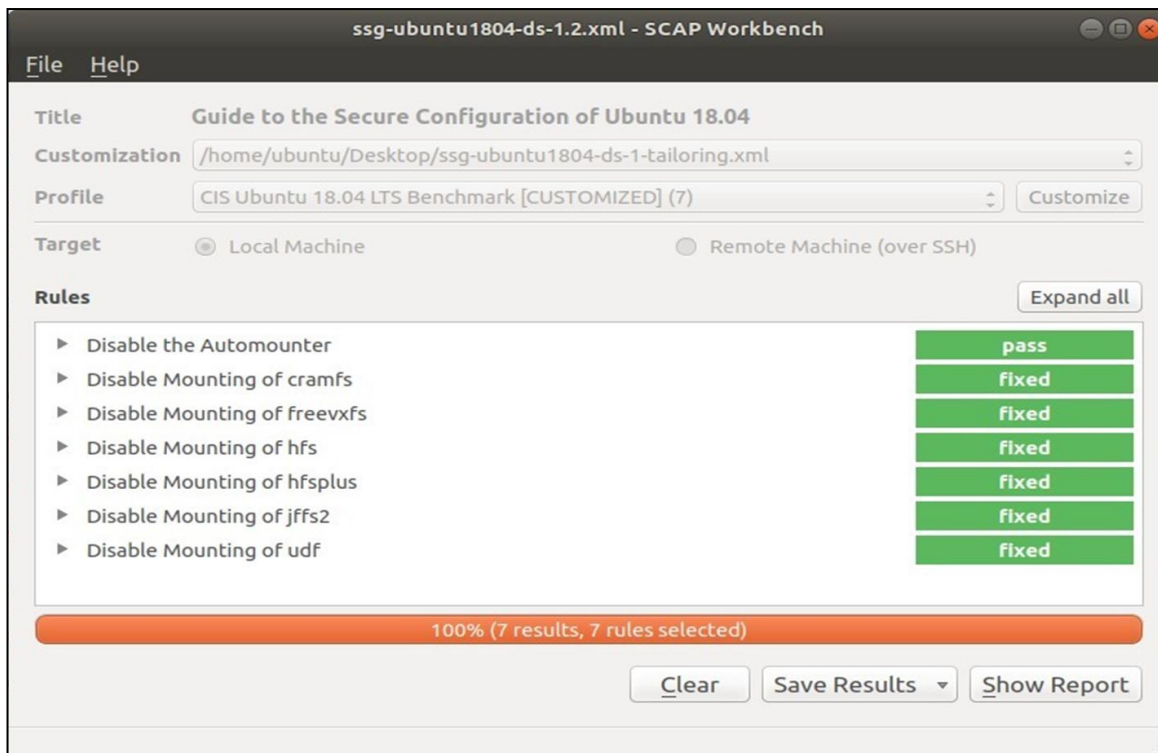 ssg-ubuntu1804-ds-1.2.xml - SCAP Workbench
File Help
Title Guide to the Secure Configuration of Ubuntu 18.04
Customization /home/ubuntu/Desktop/ssg-ubuntu1804-ds-1-tailoring.xml
Profile CIS Ubuntu 18.04 LTS Benchmark [CUSTOMIZED] (7) Customize
Target Local Machine Remote Machine (over SSH)
Rules Expand all
Disable the Automounter pass
Disable Mounting of cramfs fixed
Disable Mounting of freevxfs fixed
Disable Mounting of hfs fixed
Disable Mounting of hfsplus fixed
Disable Mounting of jffs2 fixed
Disable Mounting of udf fixed
100% (7 results, 7 rules selected)
Clear Save Results Show Report